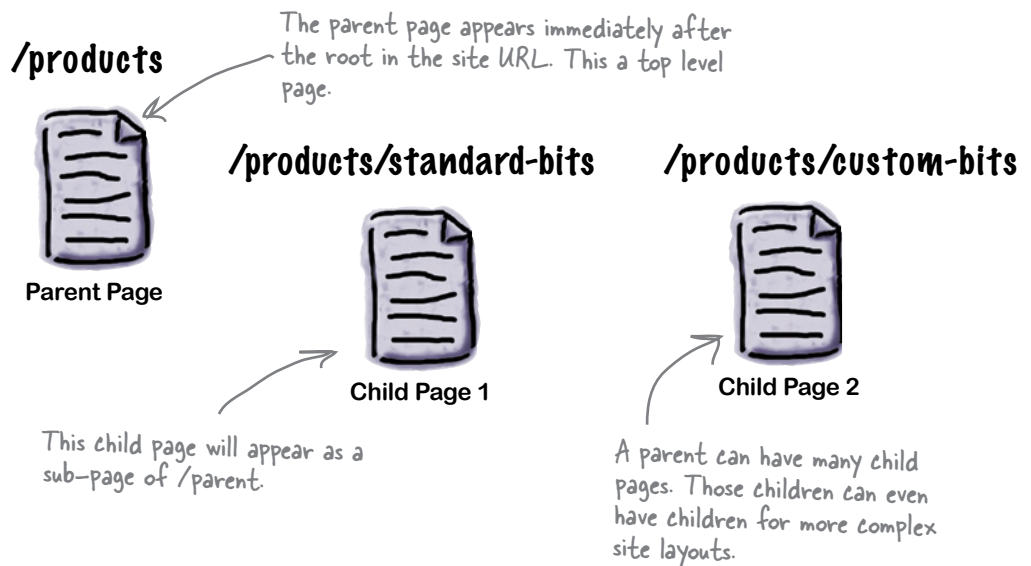 The parent page appears immediately after
the root in the site URL. This a top level
page.
/products
Parent Page
/products/standard-bits
Child Page 1
/products/custom-bits
Child Page 2
This child page will appear as a
sub-page of /parent.
A parent can have many child
pages. Those children can even
have children for more complex
site layouts.